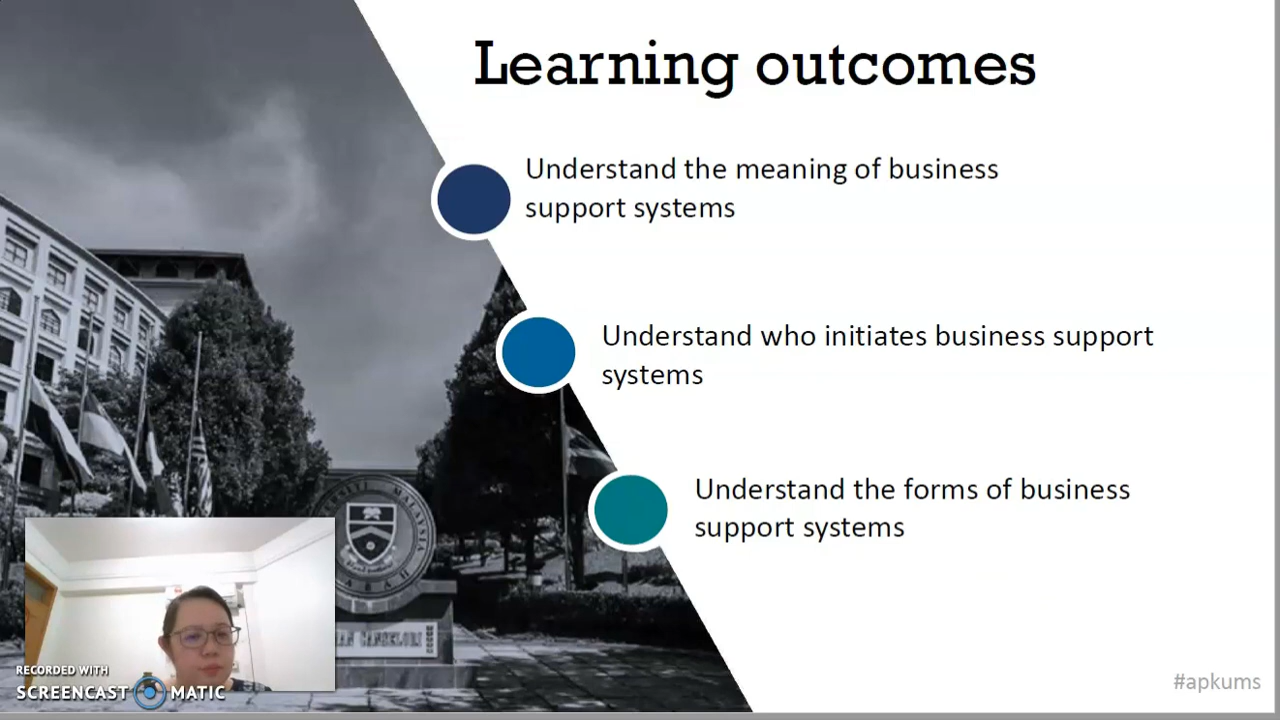 Learning outcomes
Understand the meaning of business
support systems
Understand who initiates business support
systems
Understand the forms of business
support systems
MALAYSIA
RECORDED WITH
SCREENCAST MATIC
#apkums